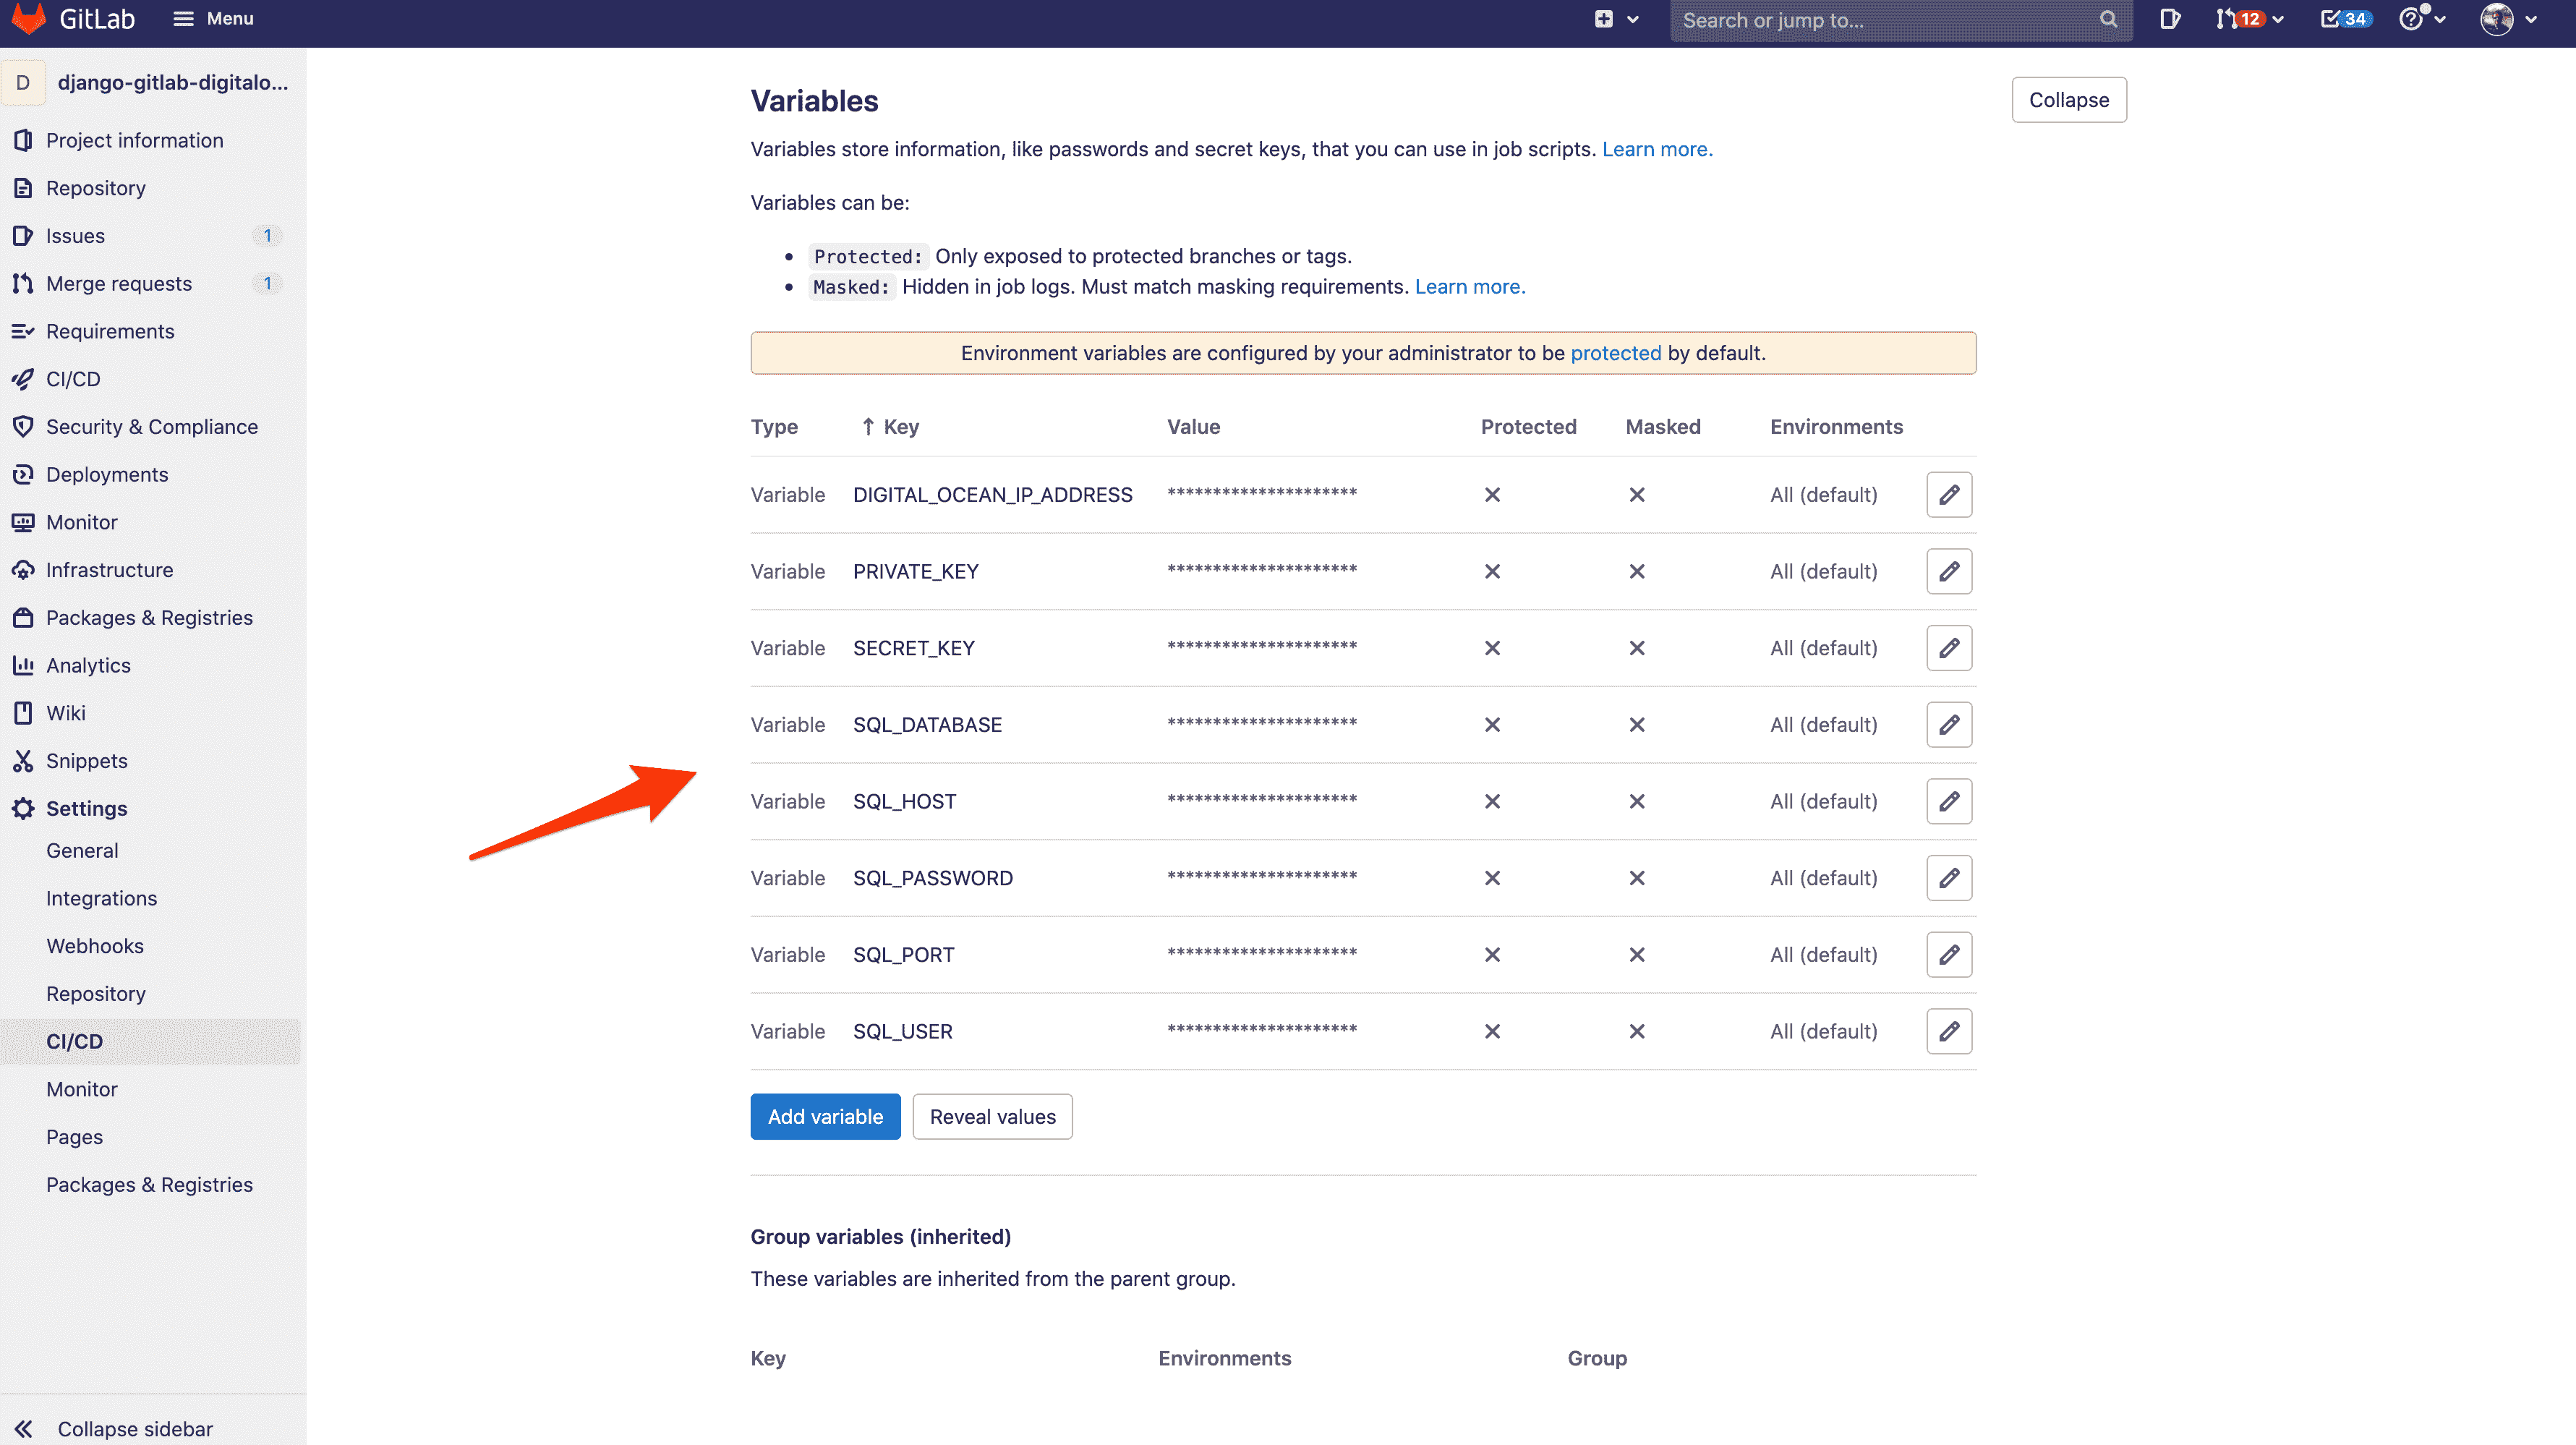 GitLab Menu Search or jump to... 12 34
D django-gitlab-digitalo...
Project information
Repository
Issues 1
Merge requests 1
Requirements
CI/CD
Security & Compliance
Deployments
Monitor
Infrastructure
Packages & Registries
Analytics
Wiki
Snippets
Settings
General
Integrations
Webhooks
Repository
CI/CD
Monitor
Pages
Packages & Registries
Collapse sidebar
Variables
Collapse
Variables store information, like passwords and secret keys, that you can use in job scripts. Learn more.
Variables can be:
Protected: Only exposed to protected branches or tags.
Masked: Hidden in job logs. Must match masking requirements. Learn more.
Environment variables are configured by your administrator to be protected by default.
Type ↑ Key Value Protected Masked Environments
Variable DIGITAL_OCEAN_IP_ADDRESS ********************* All (default)
Variable PRIVATE_KEY ********************* All (default)
Variable SECRET_KEY ********************* All (default)
Variable SQL_DATABASE ********************* All (default)
Variable SQL_HOST ********************* All (default)
Variable SQL_PASSWORD ********************* All (default)
Variable SQL_PORT ********************* All (default)
Variable SQL_USER ********************* All (default)
Add variable Reveal values
Group variables (inherited)
These variables are inherited from the parent group.
Key Environments Group